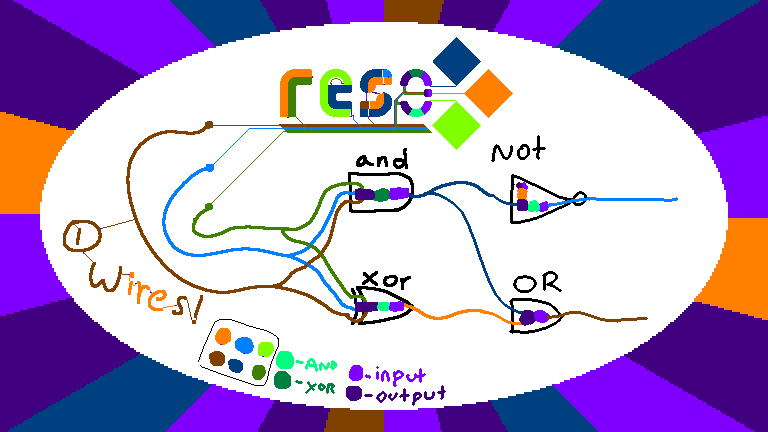 reso
and
Not
1
Wires!
xor
OR
-AND
-XOR
-input
-output